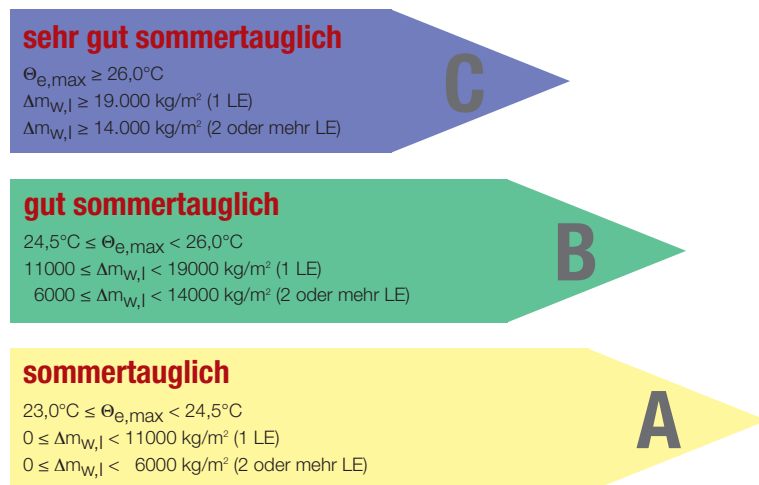 sehr gut sommertauglich
Θe,max ≥ 26,0°C
Δmw,I ≥ 19.000 kg/m² (1 LE)
Δmw,I ≥ 14.000 kg/m² (2 oder mehr LE)
C
gut sommertauglich
24,5°C ≤ Θe,max < 26,0°C
11000 ≤ Δmw,I < 19000 kg/m² (1 LE)
6000 ≤ Δmw,I < 14000 kg/m² (2 oder mehr LE)
B
sommertauglich
23,0°C ≤ Θe,max < 24,5°C
0 ≤ Δmw,I < 11000 kg/m² (1 LE)
0 ≤ Δmw,I < 6000 kg/m² (2 oder mehr LE)
A